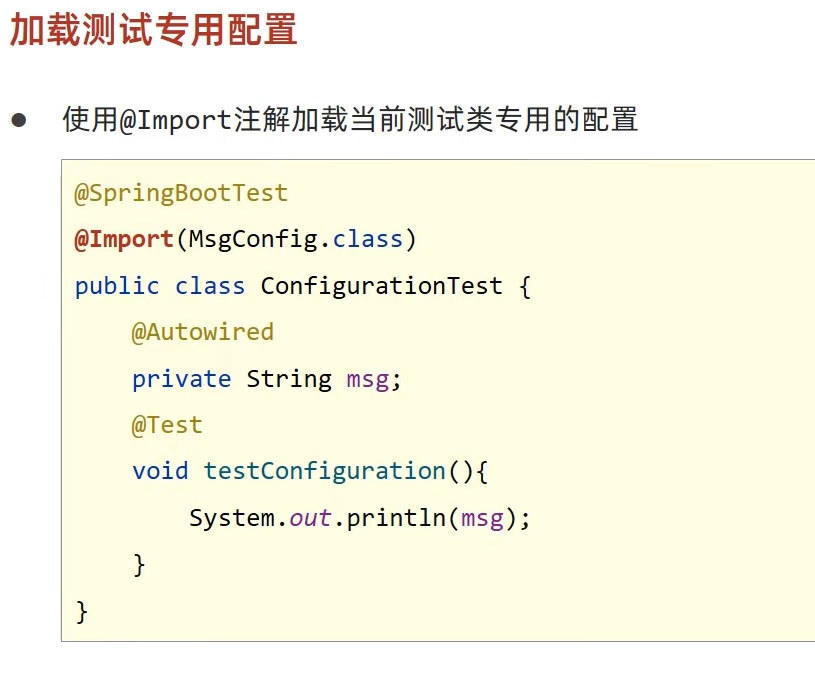 加载测试专用配置
● 使用@Import注解加载当前测试类专用的配置
@SpringBootTest
@Import(MsgConfig.class)
public class ConfigurationTest {
    @Autowired
    private String msg;
    @Test
    void testConfiguration(){
        System.out.println(msg);
    }
}